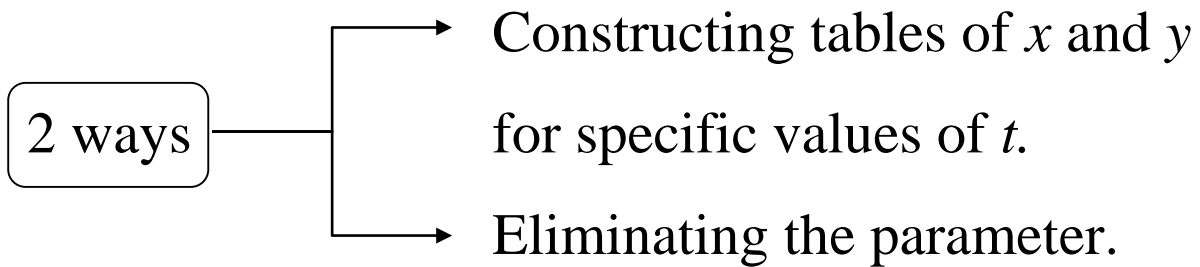 2 ways
Constructing tables of x and y
for specific values of t.
Eliminating the parameter.